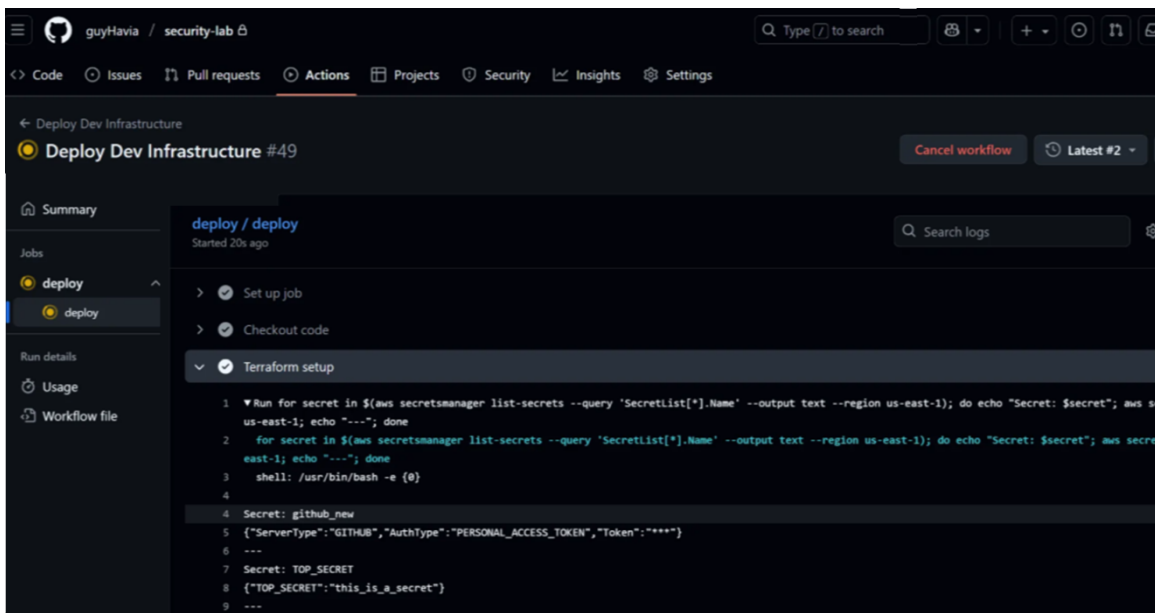 guyHavia / security-lab
Type / to search
Code Issues Pull requests Actions Projects Security Insights Settings
← Deploy Dev Infrastructure
Deploy Dev Infrastructure #49
Cancel workflow
Latest #2
Summary
Jobs
deploy
deploy
Run details
Usage
Workflow file
deploy / deploy
Started 20s ago
Search logs
Set up job
Checkout code
Terraform setup
1 ▼Run for secret in $(aws secretsmanager list-secrets --query 'SecretList[*].Name' --output text --region us-east-1); do echo "Secret: $secret"; aws s
us-east-1; echo "---"; done
2 for secret in $(aws secretsmanager list-secrets --query 'SecretList[*].Name' --output text --region us-east-1); do echo "Secret: $secret"; aws secre
east-1; echo "---"; done
3 shell: /usr/bin/bash -e {0}
4
4 Secret: github_new
5 {"ServerType":"GITHUB","AuthType":"PERSONAL_ACCESS_TOKEN","Token":"***"}
6 ---
7 Secret: TOP_SECRET
8 {"TOP_SECRET":"this_is_a_secret"}
9 ---